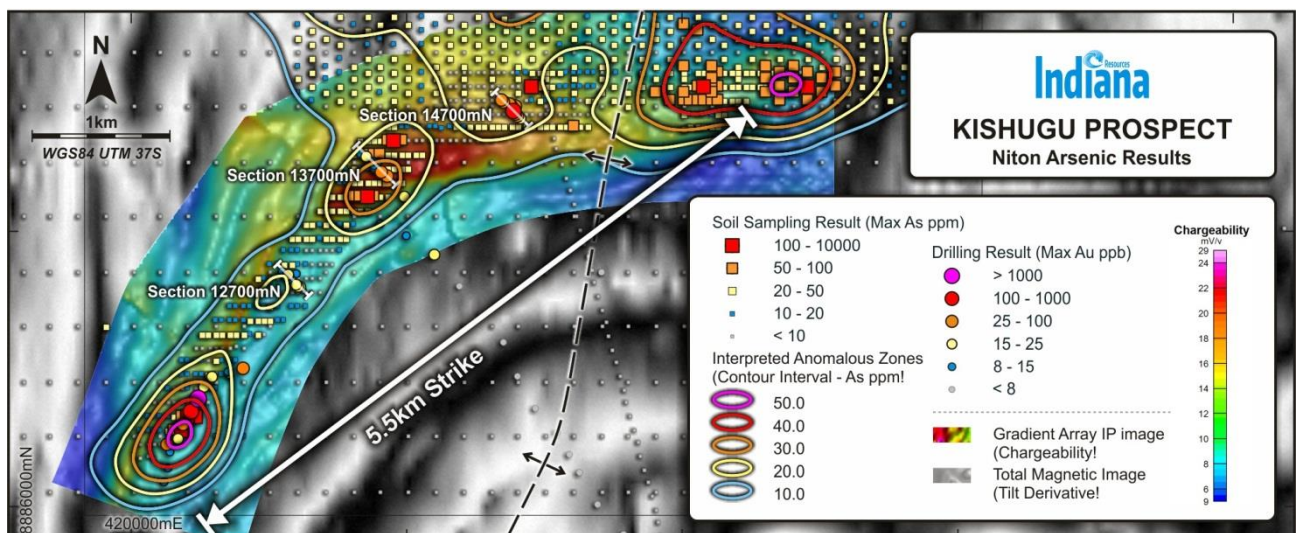 N
1km
WGS84 UTM 37S
Section 14700mN
Section 13700mN
Section 12700mN
5.5km Strike
8886000mN
420000mE
Indiana
Resources
KISHUGU PROSPECT
Niton Arsenic Results
Soil Sampling Result (Max As ppm)
100 - 10000
50 - 100
20 - 50
10 - 20
< 10
Interpreted Anomalous Zones
(Contour Interval - As ppm!
50.0
40.0
30.0
20.0
10.0
Drilling Result (Max Au ppb)
> 1000
100 - 1000
25 - 100
15 - 25
8 - 15
< 8
Gradient Array IP image
(Chargeability!
Total Magnetic Image
(Tilt Derivative!
Chargeability
mV/v
29
24
22
20
18
16
14
13
12
10
8
6
9